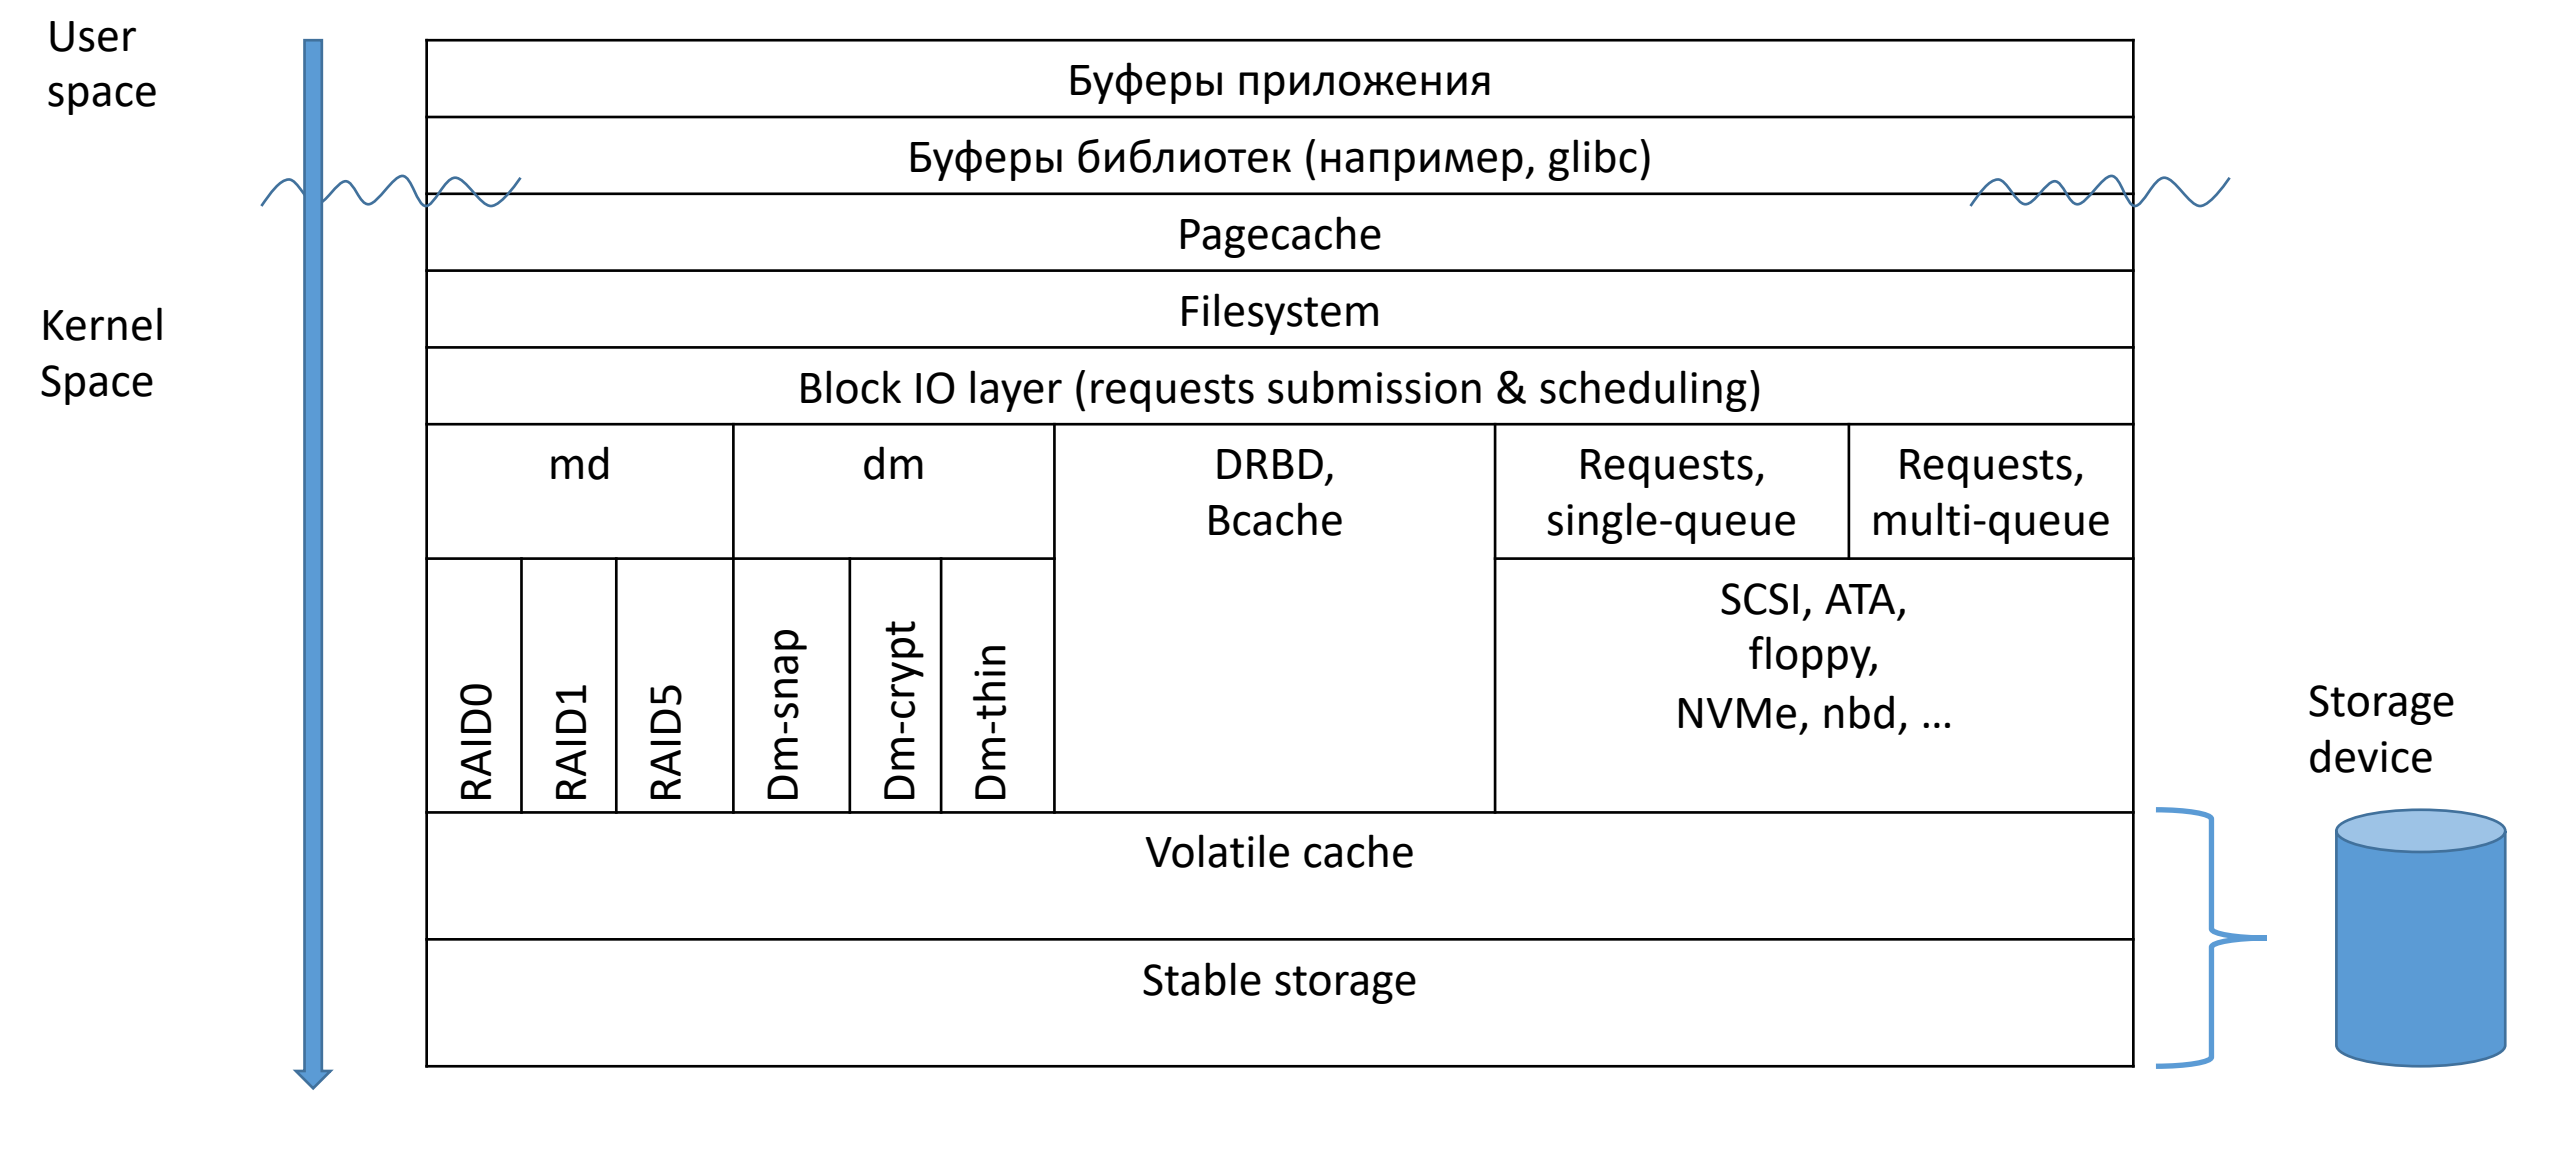 User
space
Буферы приложения
Буферы библиотек (например, glibc)
Pagecache
Kernel
Space
Filesystem
Block IO layer (requests submission & scheduling)
md
dm
DRBD,
Bcache
Requests,
single-queue
Requests,
multi-queue
RAID0
RAID1
RAID5
Dm-snap
Dm-crypt
Dm-thin
SCSI, ATA,
floppy,
NVMe, nbd, ...
Storage
device
Volatile cache
Stable storage